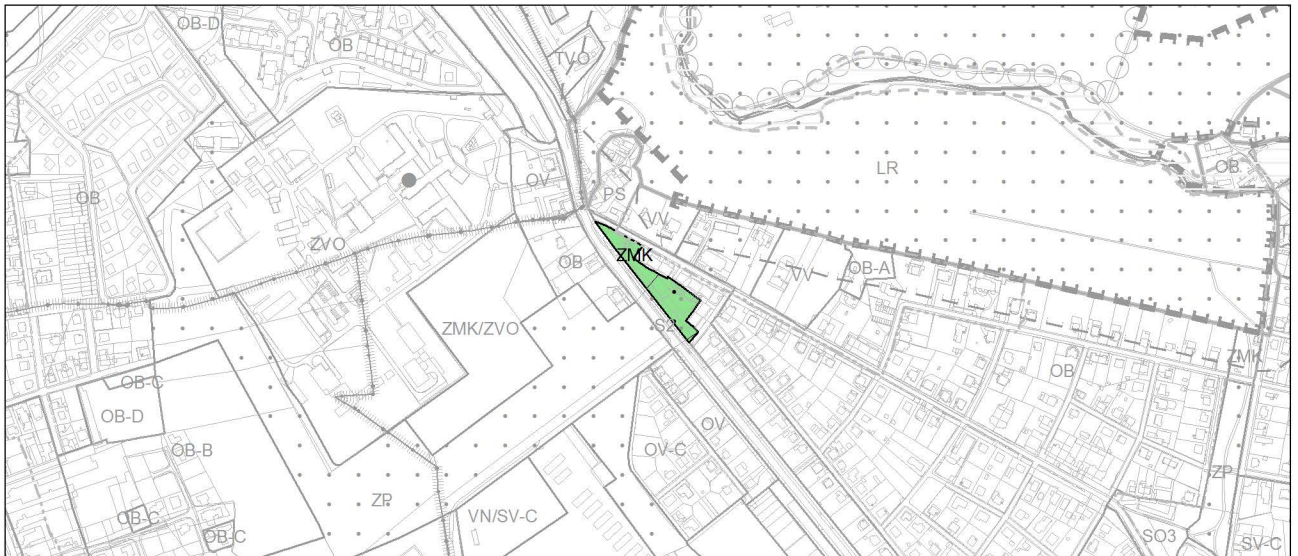 OB-D
OB
TVO
LR
OB
OB
OV
PS
VV
ZVO
ZMK
OB
VV
OB-A
S2
ZMK/ZVO
ZMK
OB
OB-C
OB-D
OV
OV-C
OB-B
ZP
ZP
VN/SV-C
OB-C
OB-C
SO3
SV-C